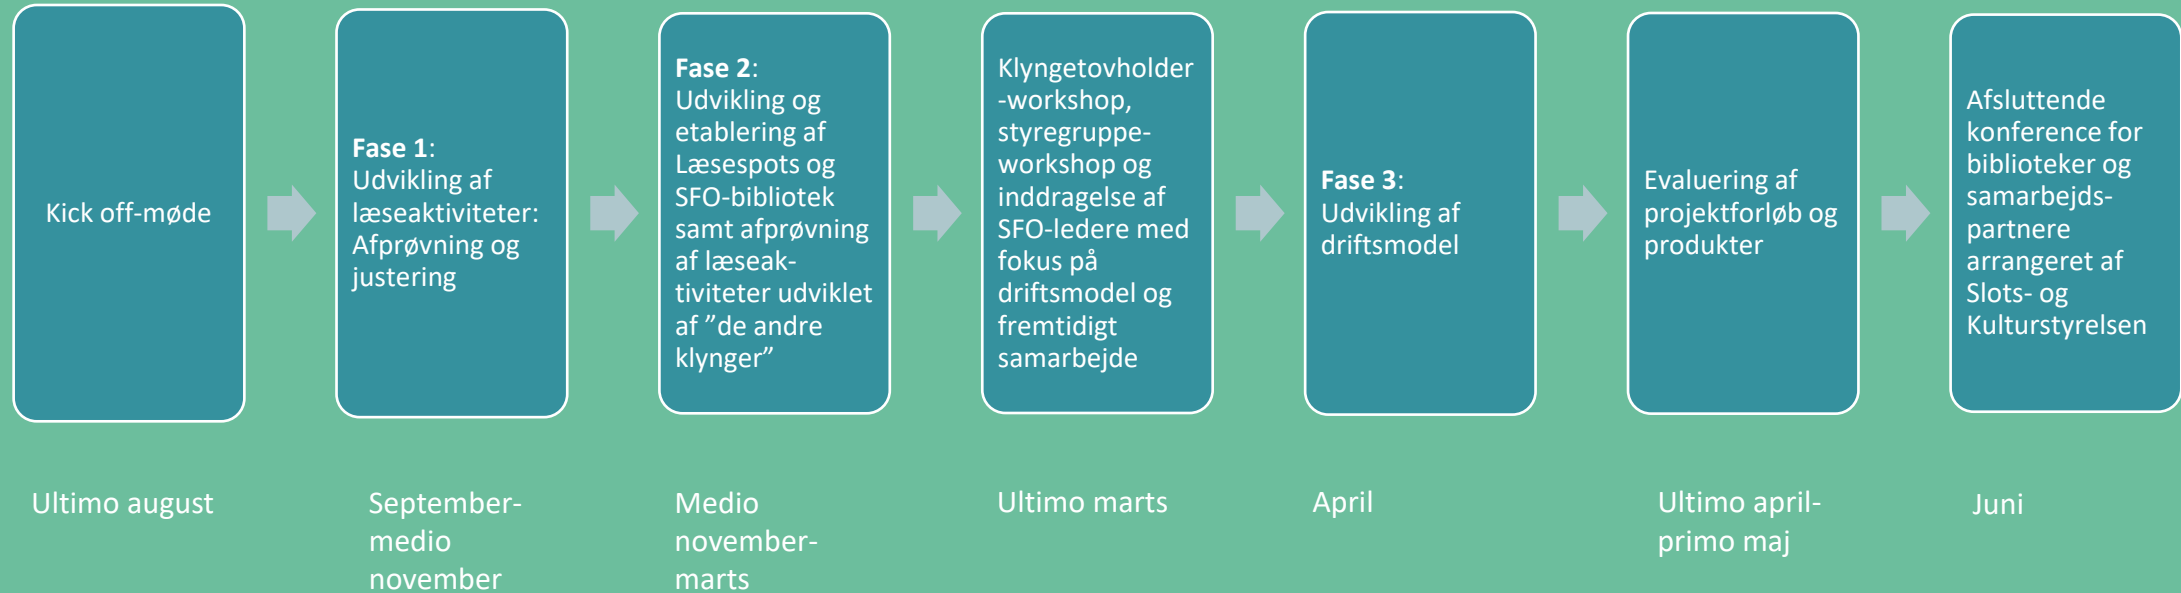 Kick off-møde
Fase 1:
Udvikling af
læseaktiviteter:
Afprøvning og
justering
Fase 2:
Udvikling og
etablering af
Læsespots og
SFO-bibliotek
samt afprøvning
af læseak-
tiviteter udviklet
af ”de andre
klynger”
Klyngetovholder
-workshop,
styregruppe-
workshop og
inddragelse af
SFO-ledere med
fokus på
driftsmodel og
fremtidigt
samarbejde
Fase 3:
Udvikling af
driftsmodel
Evaluering af
projektforløb og
produkter
Afsluttende
konference for
biblioteker og
samarbejds-
partnere
arrangeret af
Slots- og
Kulturstyrelsen
Ultimo august
September-
medio
november
Medio
november-
marts
Ultimo marts
April
Ultimo april-
primo maj
Juni